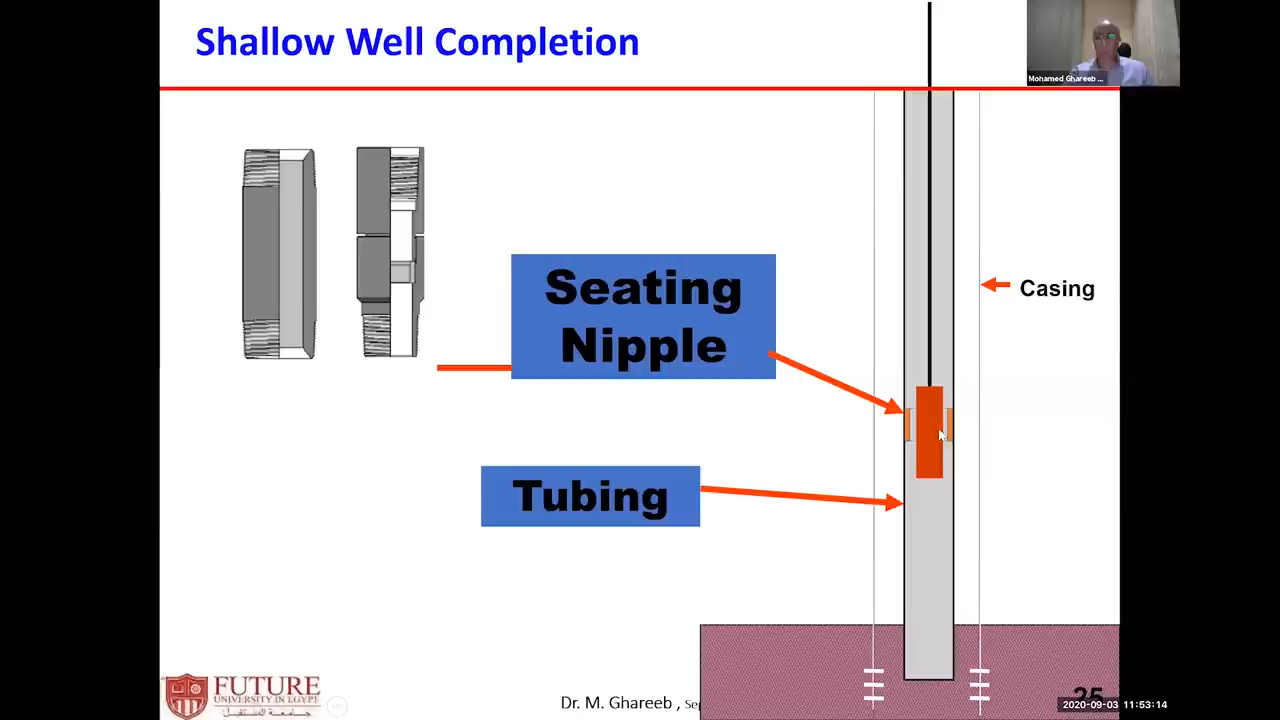 Shallow Well Completion
Mohamed Ghareeb ...
Casing
Seating
Nipple
Tubing
FUTURE
UNIVERSITY IN EGYPT
جامعة المستقبل
Dr. M. Ghareeb ,
25
2020-09-03 11:53:14